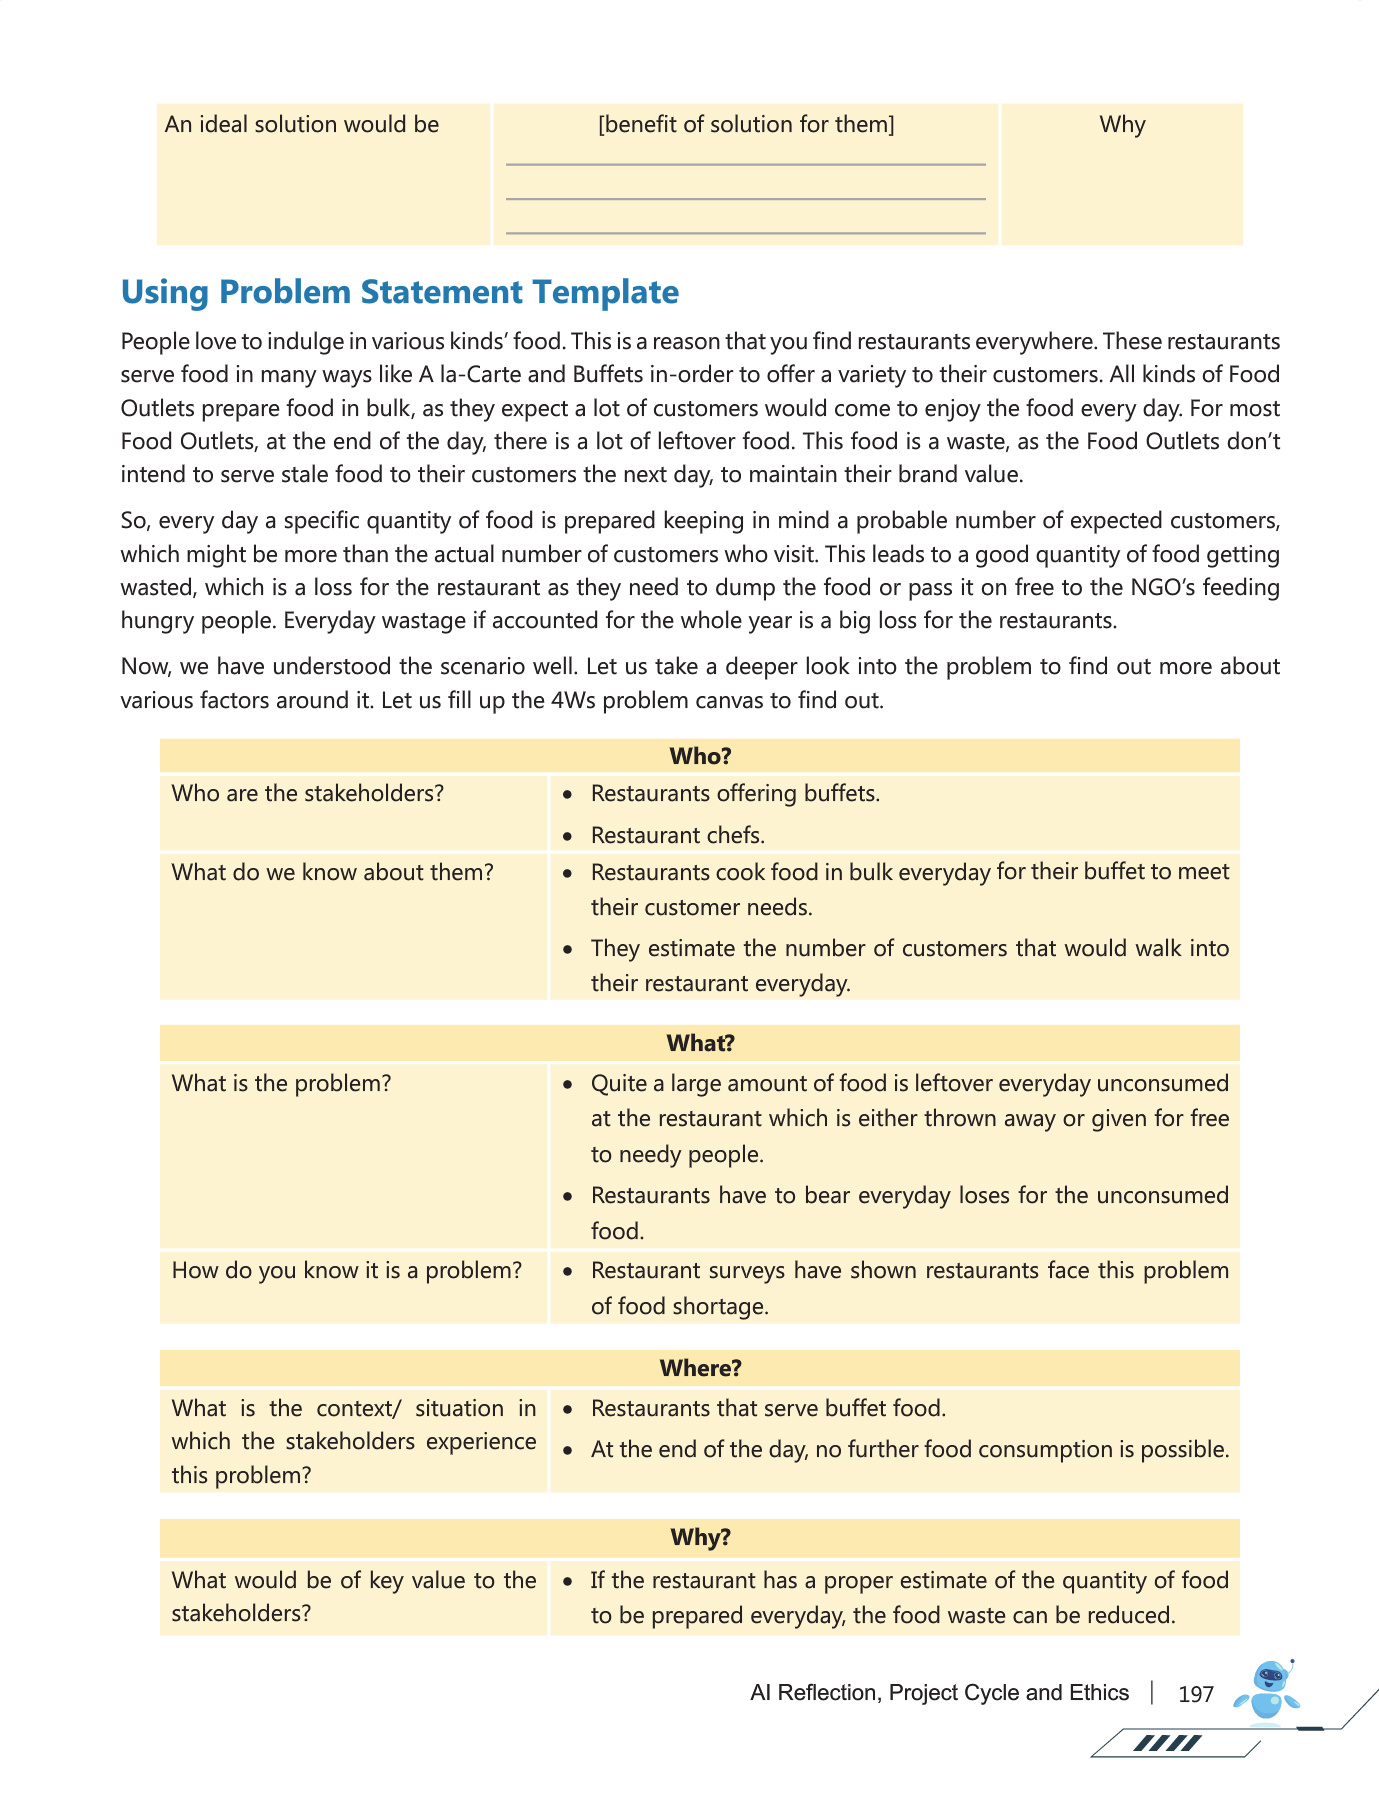 An ideal solution would be
[benefit of solution for them]
Why
Using Problem Statement Template
People love to indulge in various kinds’ food. This is a reason that you find restaurants everywhere. These restaurants
serve food in many ways like A la-Carte and Buffets in-order to offer a variety to their customers. All kinds of Food
Outlets prepare food in bulk, as they expect a lot of customers would come to enjoy the food every day. For most
Food Outlets, at the end of the day, there is a lot of leftover food. This food is a waste, as the Food Outlets don’t
intend to serve stale food to their customers the next day, to maintain their brand value.
So, every day a specific quantity of food is prepared keeping in mind a probable number of expected customers,
which might be more than the actual number of customers who visit. This leads to a good quantity of food getting
wasted, which is a loss for the restaurant as they need to dump the food or pass it on free to the NGO’s feeding
hungry people. Everyday wastage if accounted for the whole year is a big loss for the restaurants.
Now, we have understood the scenario well. Let us take a deeper look into the problem to find out more about
various factors around it. Let us fill up the 4Ws problem canvas to find out.
Who?
Who are the stakeholders?
• Restaurants offering buffets.
• Restaurant chefs.
What do we know about them?
• Restaurants cook food in bulk everyday for their buffet to meet
their customer needs.
• They estimate the number of customers that would walk into
their restaurant everyday.
What?
What is the problem?
• Quite a large amount of food is leftover everyday unconsumed
at the restaurant which is either thrown away or given for free
to needy people.
• Restaurants have to bear everyday loses for the unconsumed
food.
How do you know it is a problem?
• Restaurant surveys have shown restaurants face this problem
of food shortage.
Where?
What is the context/ situation in
which the stakeholders experience
this problem?
• Restaurants that serve buffet food.
• At the end of the day, no further food consumption is possible.
Why?
What would be of key value to the
stakeholders?
• If the restaurant has a proper estimate of the quantity of food
to be prepared everyday, the food waste can be reduced.
AI Reflection, Project Cycle and Ethics | 197